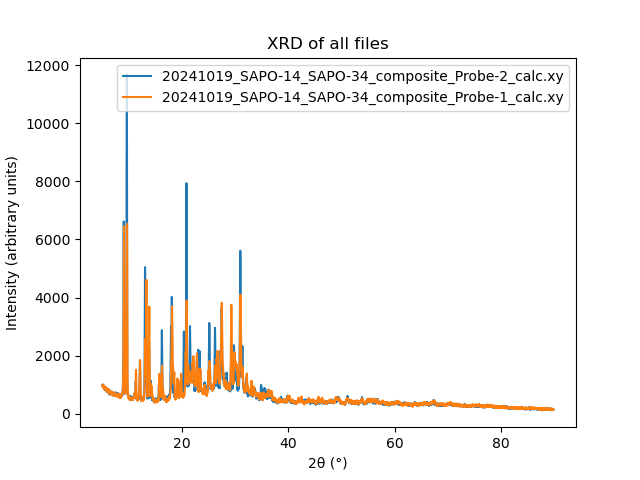 XRD of all files
20241019_SAPO-14_SAPO-34_composite_Probe-2_calc.xy
20241019_SAPO-14_SAPO-34_composite_Probe-1_calc.xy
12000
10000
8000
6000
4000
2000
0
Intensity (arbitrary units)
20 40 60 80
2θ (°)